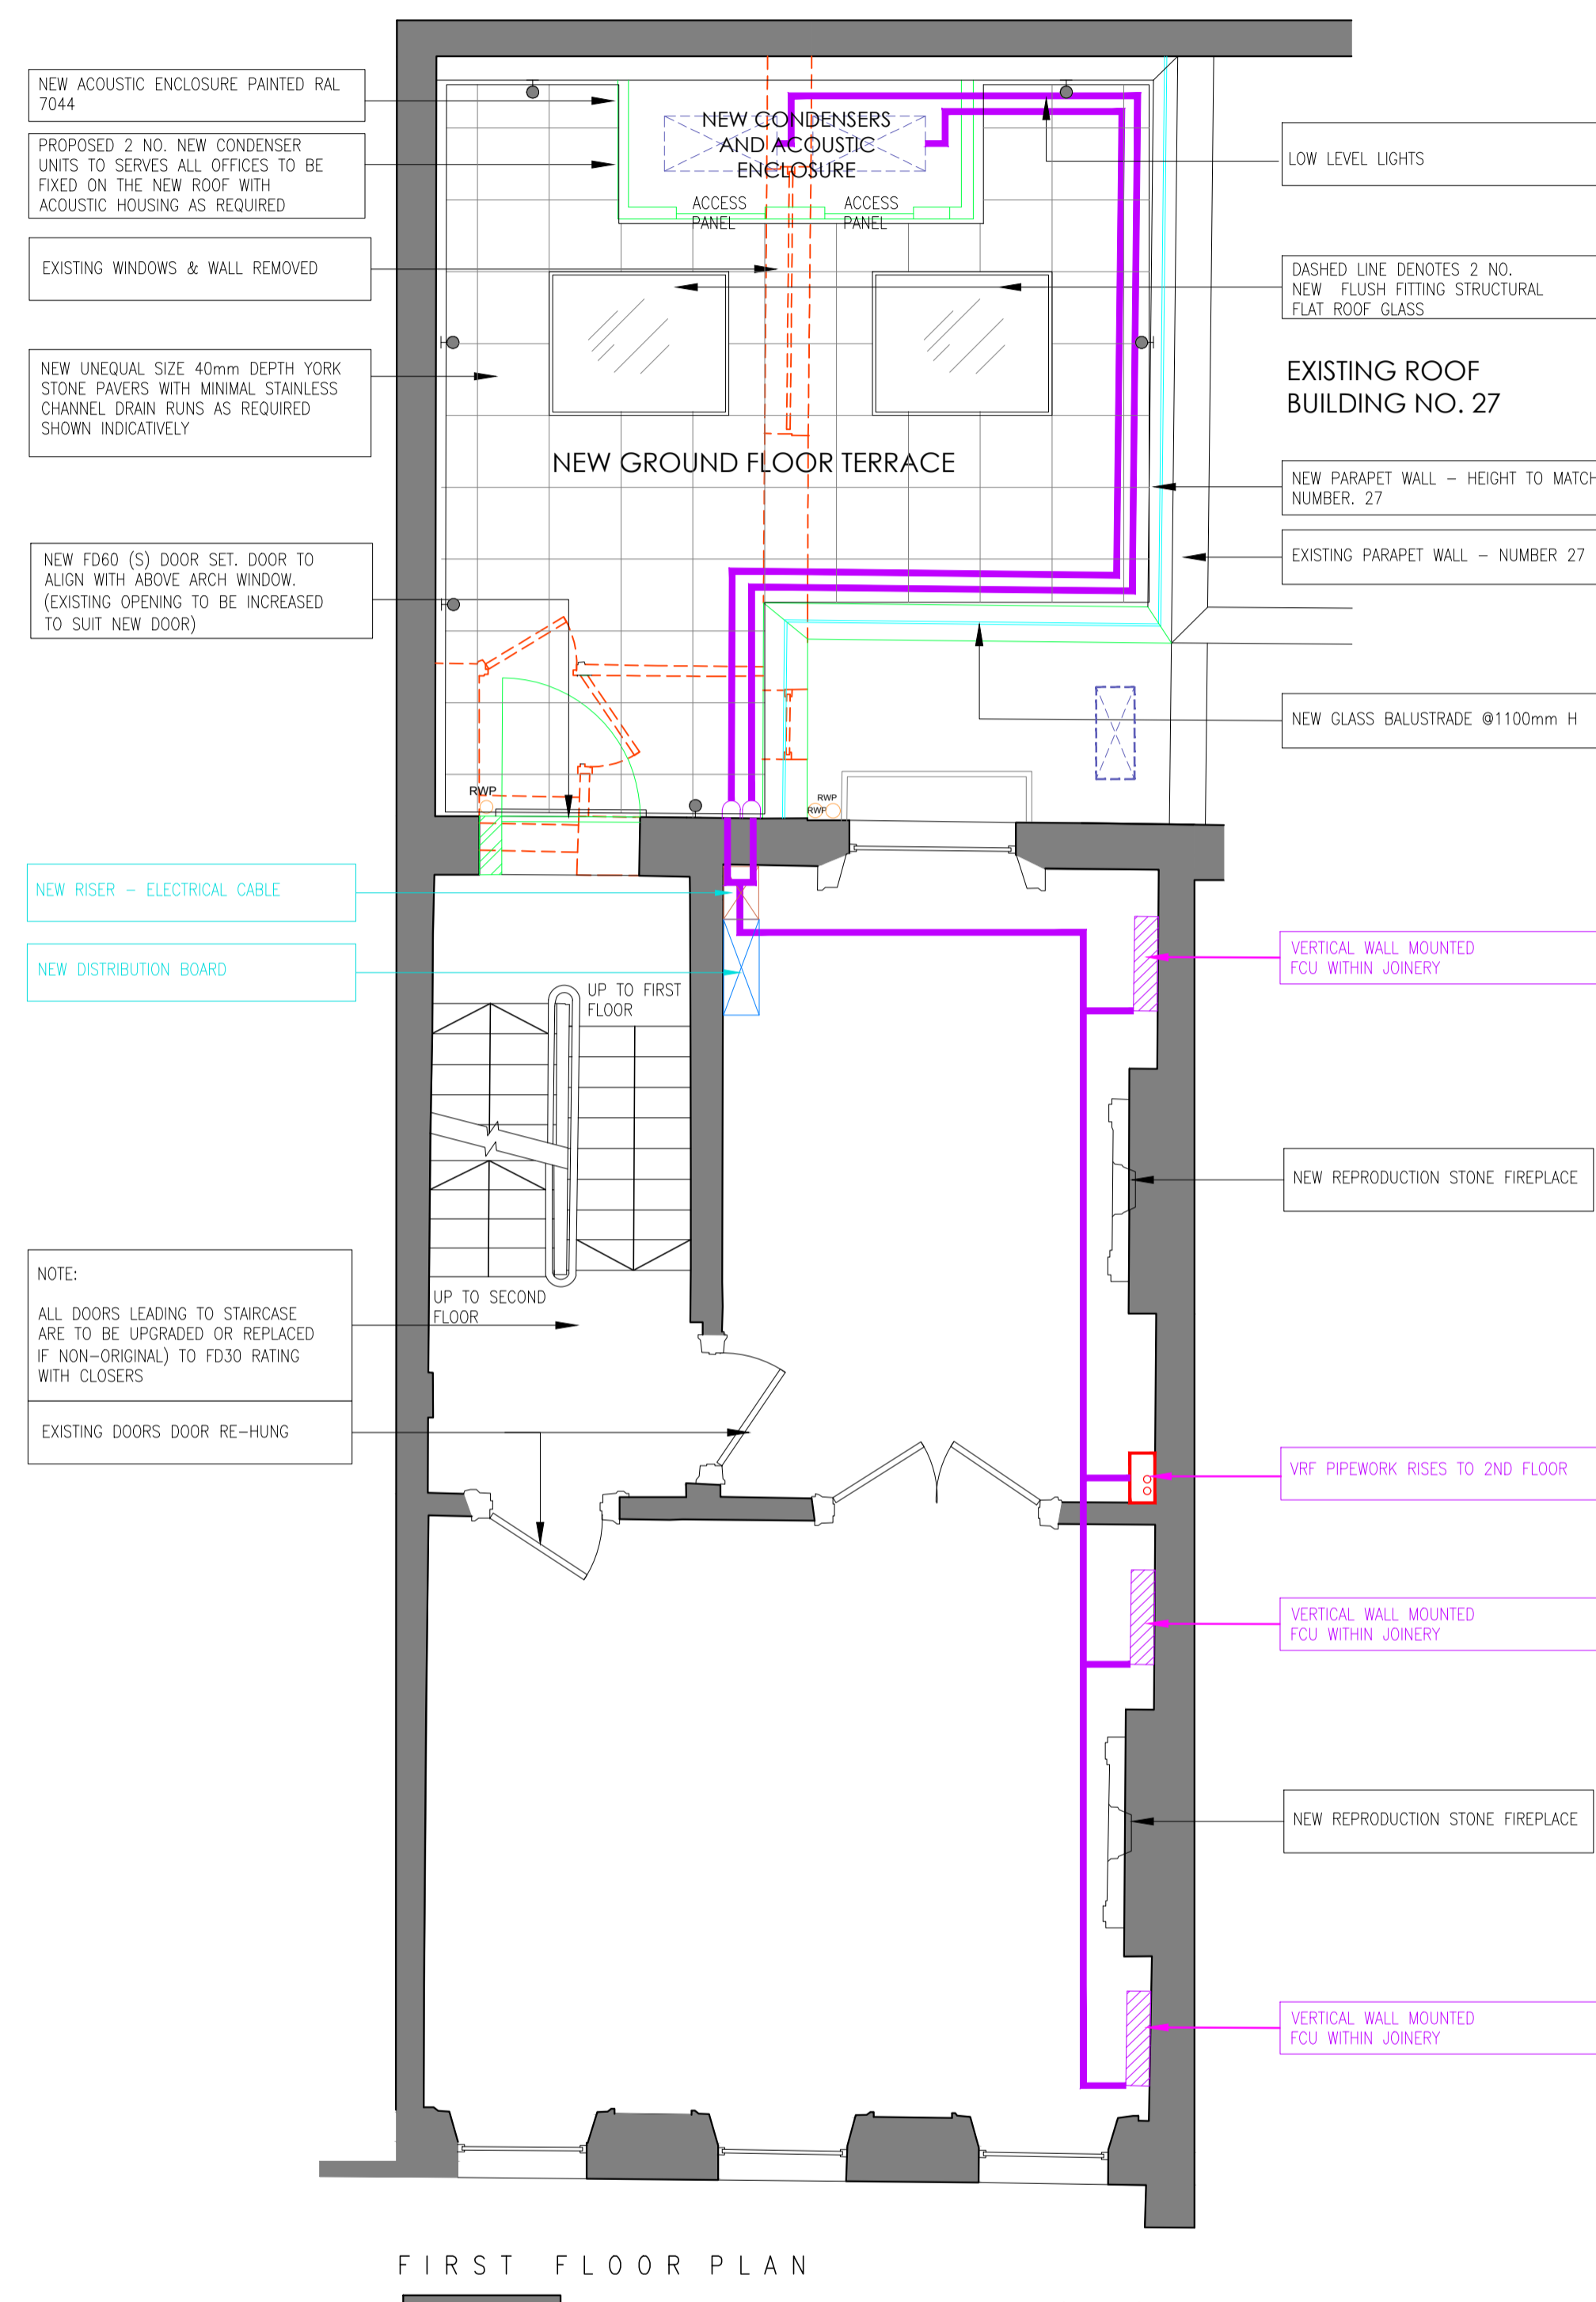 NEW ACOUSTIC ENCLOSURE PAINTED RAL
7044
PROPOSED 2 NO. NEW CONDENSER
UNITS TO SERVES ALL OFFICES TO BE
FIXED ON THE NEW ROOF WITH
ACOUSTIC HOUSING AS REQUIRED
EXISTING WINDOWS & WALL REMOVED
NEW UNEQUAL SIZE 40mm DEPTH YORK
STONE PAVERS WITH MINIMAL STAINLESS
CHANNEL DRAIN RUNS AS REQUIRED
SHOWN INDICATIVELY
NEW FD60 (S) DOOR SET. DOOR TO
ALIGN WITH ABOVE ARCH WINDOW.
(EXISTING OPENING TO BE INCREASED
TO SUIT NEW DOOR)
NEW RISER – ELECTRICAL CABLE
NEW DISTRIBUTION BOARD
NOTE:
ALL DOORS LEADING TO STAIRCASE
ARE TO BE UPGRADED OR REPLACED
IF NON-ORIGINAL) TO FD30 RATING
WITH CLOSERS
EXISTING DOORS DOOR RE-HUNG
NEW CONDENSERS
AND ACOUSTIC
ENCLOSURE
ACCESS
PANEL
ACCESS
PANEL
NEW GROUND FLOOR TERRACE
RWP
RWP
RWP
UP TO FIRST
FLOOR
UP TO SECOND
FLOOR
LOW LEVEL LIGHTS
DASHED LINE DENOTES 2 NO.
NEW FLUSH FITTING STRUCTURAL
FLAT ROOF GLASS
EXISTING ROOF
BUILDING NO. 27
NEW PARAPET WALL – HEIGHT TO MATCH
NUMBER. 27
EXISTING PARAPET WALL – NUMBER 27
NEW GLASS BALUSTRADE @1100mm H
VERTICAL WALL MOUNTED
FCU WITHIN JOINERY
NEW REPRODUCTION STONE FIREPLACE
VRF PIPEWORK RISES TO 2ND FLOOR
VERTICAL WALL MOUNTED
FCU WITHIN JOINERY
NEW REPRODUCTION STONE FIREPLACE
VERTICAL WALL MOUNTED
FCU WITHIN JOINERY
FIRST FLOOR PLAN